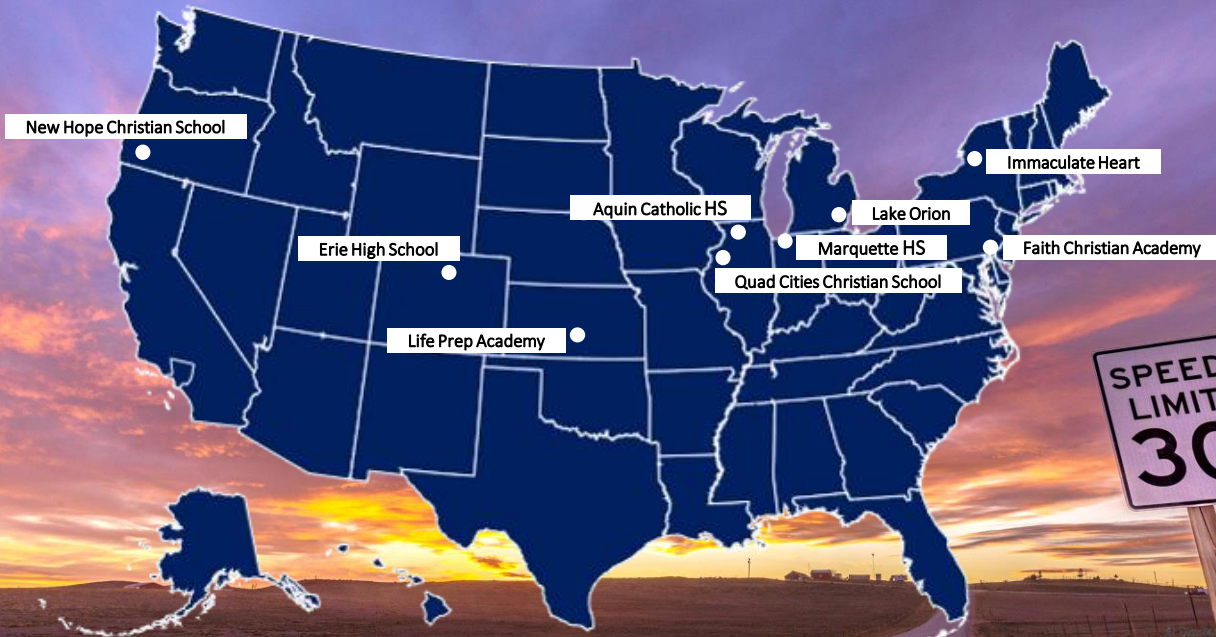 New Hope Christian School
Immaculate Heart
Aquin Catholic HS
Lake Orion
Erie High School
Marquette HS
Faith Christian Academy
Quad Cities Christian School
Life Prep Academy
SPEED
LIMIT
30